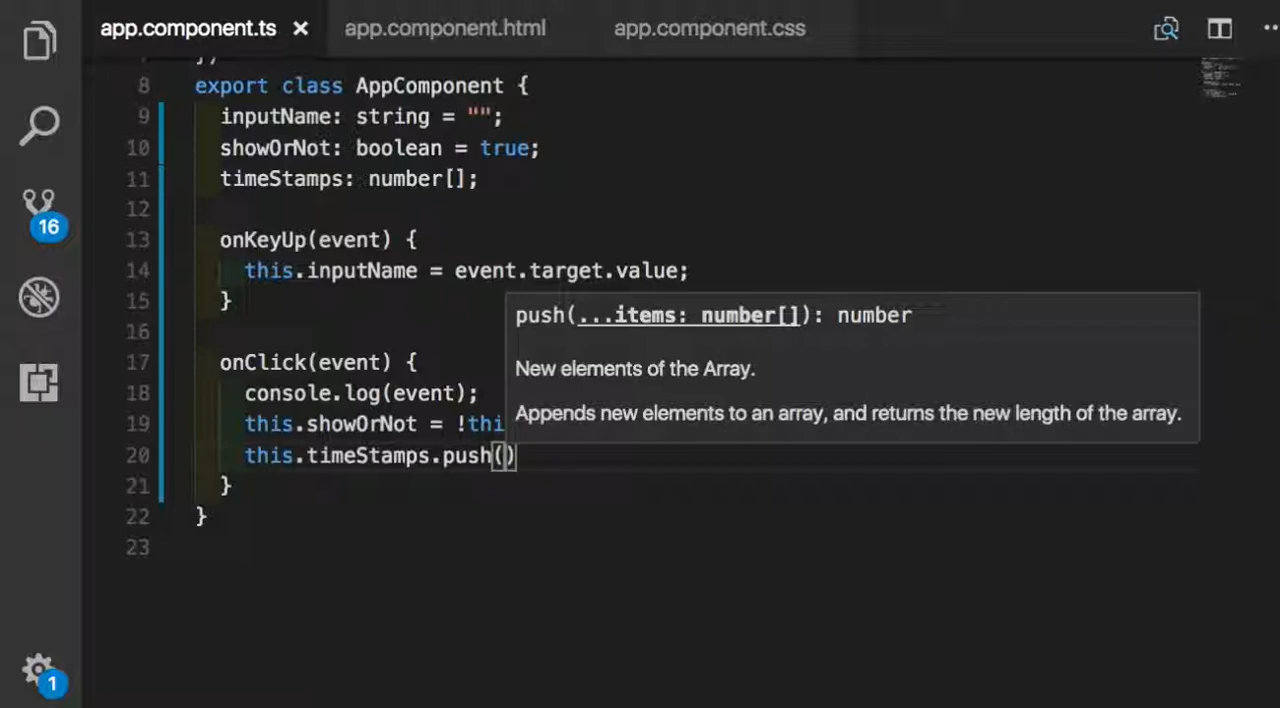 app.component.ts app.component.html app.component.css
8 export class AppComponent {
9 inputName: string = "";
10 showOrNot: boolean = true;
11 timeStamps: number[];
12
13 onKeyUp(event) {
14 this.inputName = event.target.value;
15 }
16
17 onClick(event) {
18 console.log(event);
19 this.showOrNot = !thi
20 this.timeStamps.push()
21 }
22 }
23
push(...items: number[]): number
New elements of the Array.
Appends new elements to an array, and returns the new length of the array.
16
1